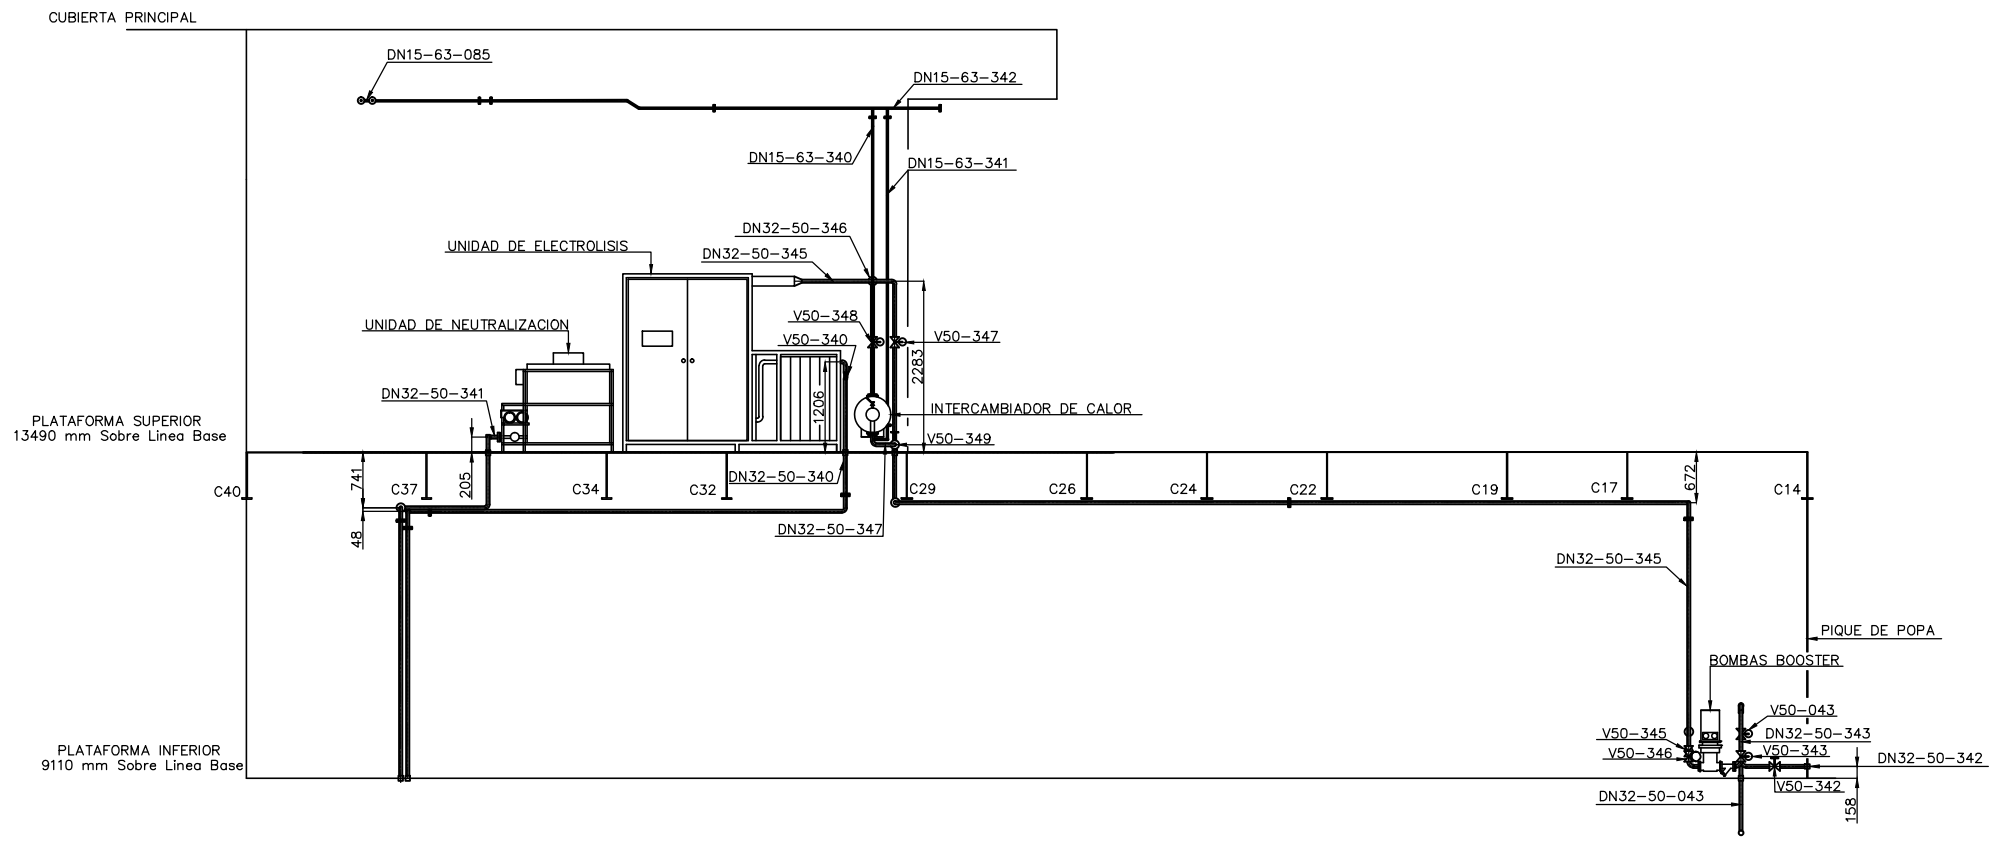 CUBIERTA PRINCIPAL
DN15-63-085
DN15-63-342
DN15-63-340
DN15-63-341
DN32-50-346
UNIDAD DE ELECTROLISIS
DN32-50-345
V50-348
UNIDAD DE NEUTRALIZACION
V50-340
V50-347
2283
DN32-50-341
1206
INTERCAMBIADOR DE CALOR
PLATAFORMA SUPERIOR
13490 mm Sobre Linea Base
V50-349
741
205
DN32-50-340
672
C40
C37
C34
C32
C29
C26
C24
C22
C19
C17
C14
48
DN32-50-347
DN32-50-345
PIQUE DE POPA
BOMBAS BOOSTER
V50-043
V50-345
DN32-50-343
PLATAFORMA INFERIOR
9110 mm Sobre Linea Base
V50-346
V50-343
DN32-50-342
V50-342
DN32-50-043
158